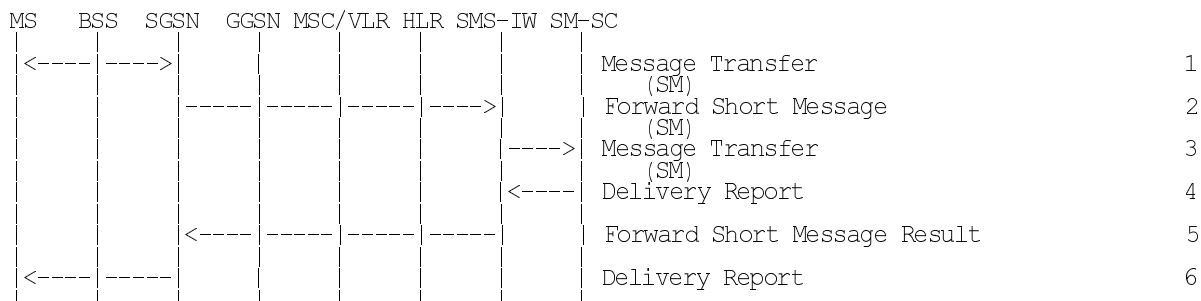 MS BSS SGSN GGSN MSC/VLR HLR SMS-IW SM-SC
Message Transfer 1
(SM)
Forward Short Message 2
(SM)
Message Transfer 3
(SM)
Delivery Report 4
Forward Short Message Result 5
Delivery Report 6